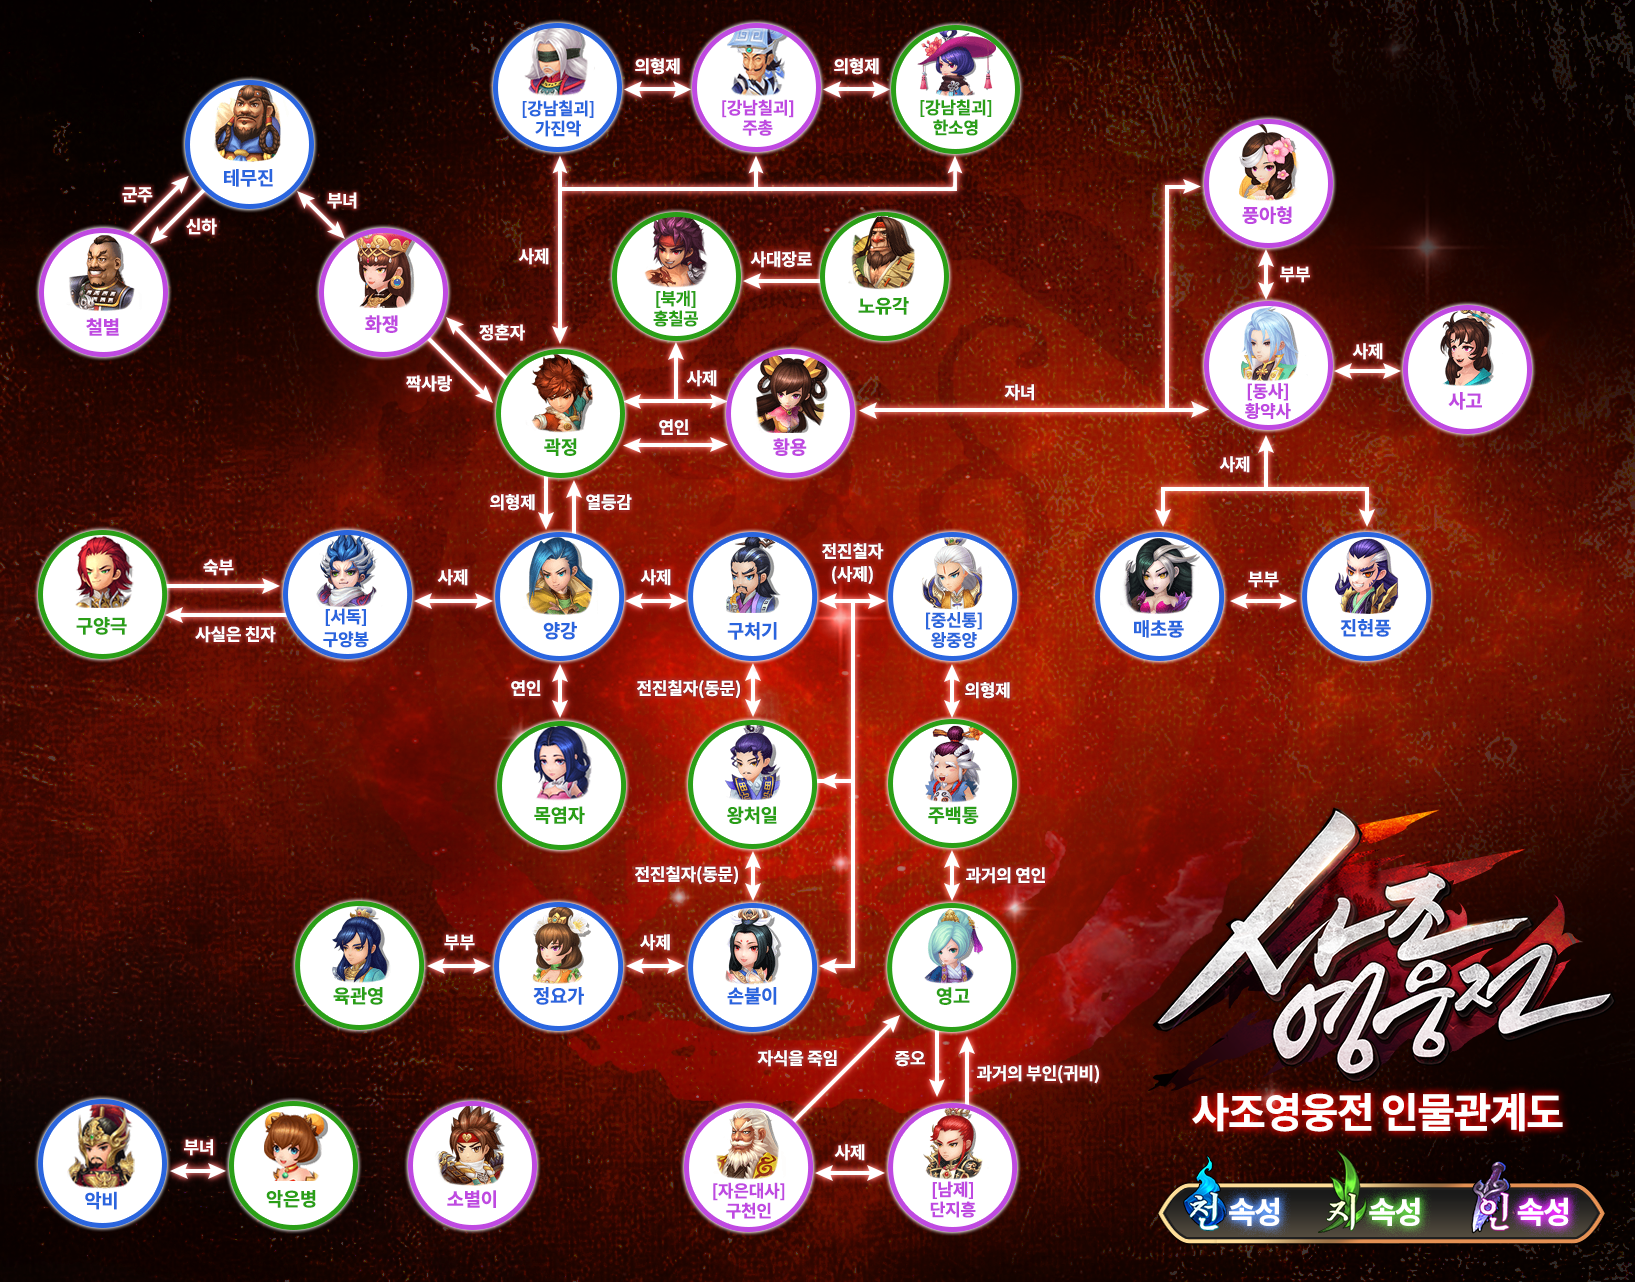 [강남칠괴]
가진악
의형제
[강남칠괴]
주총
의형제
[강남칠괴]
한소영
테무진
군주
신하
부녀
철별
화쟁
정혼자
짝사랑
사제
[북개]
홍칠공
사대장로
노유각
풍아형
부부
[동사]
황약사
사제
사고
곽정
사제
연인
황용
자녀
사제
의형제
열등감
구양극
숙부
사실은 친자
[서독]
구양봉
사제
양강
사제
구처기
전진칠자
(사제)
[중신통]
왕중양
매초풍
부부
진현풍
연인
전진칠자(동문)
의형제
목염자
왕처일
주백통
전진칠자(동문)
과거의 연인
육관영
부부
정요가
사제
손불이
영고
자식을 죽임
증오
과거의 부인(귀비)
악비
부녀
악은병
소별이
[자은대사]
구천인
사제
[남제]
단지흥
사조
영웅전
사조영웅전 인물관계도
천 속성
지 속성
인 속성